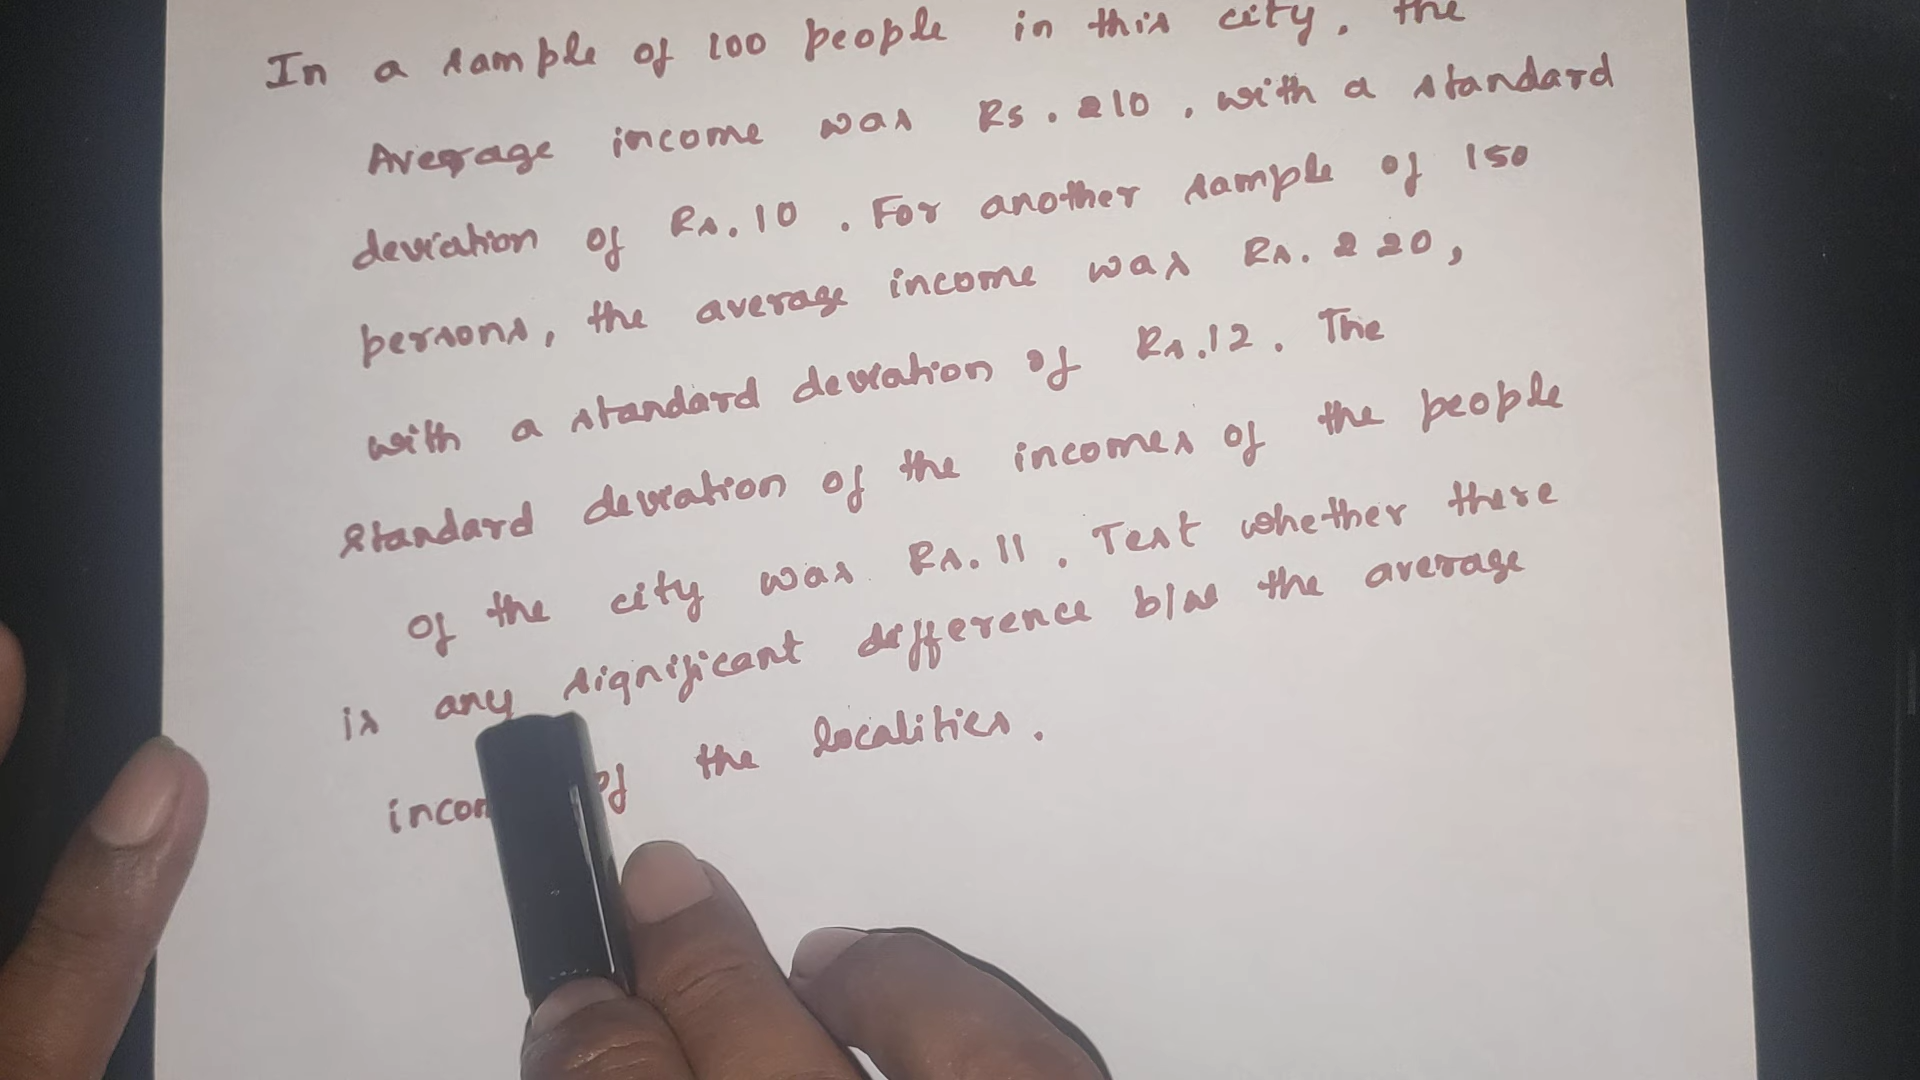 In a sample of 100 people in this city, the
Average income was Rs. 210, with a standard
deviation of Rs. 10. For another sample of 150
persons, the average income was Rs. 220,
with a standard deviation of Rs. 12. The
Standard deviation of the incomes of the people
of the city was Rs. 11. Test whether there
is any significant difference b/w the average
of the localities.